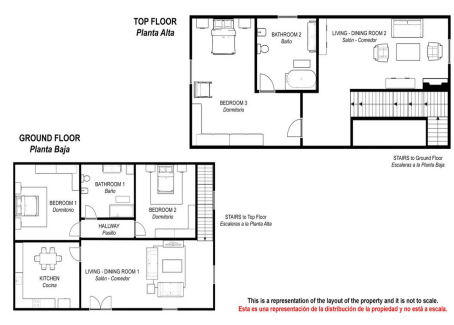 TOP FLOOR
Planta Alta
BATHROOM 2
Baño
LIVING - DINING ROOM 2
Salón - Comedor
BEDROOM 3
Dormitorio
STAIRS to Ground Floor
Escaleras a la Planta Baja
GROUND FLOOR
Planta Baja
BEDROOM 1
Dormitorio
BATHROOM 1
Baño
BEDROOM 2
Dormitorio
HALLWAY
Pasillo
STAIRS to Top Floor
Escaleras a la Planta Alta
KITCHEN
Cocina
LIVING - DINING ROOM 1
Salón - Comedor
This is a representation of the layout of the property and it is not to scale.
Esta es una representación de la distribución de la propiedad y no está a escala.